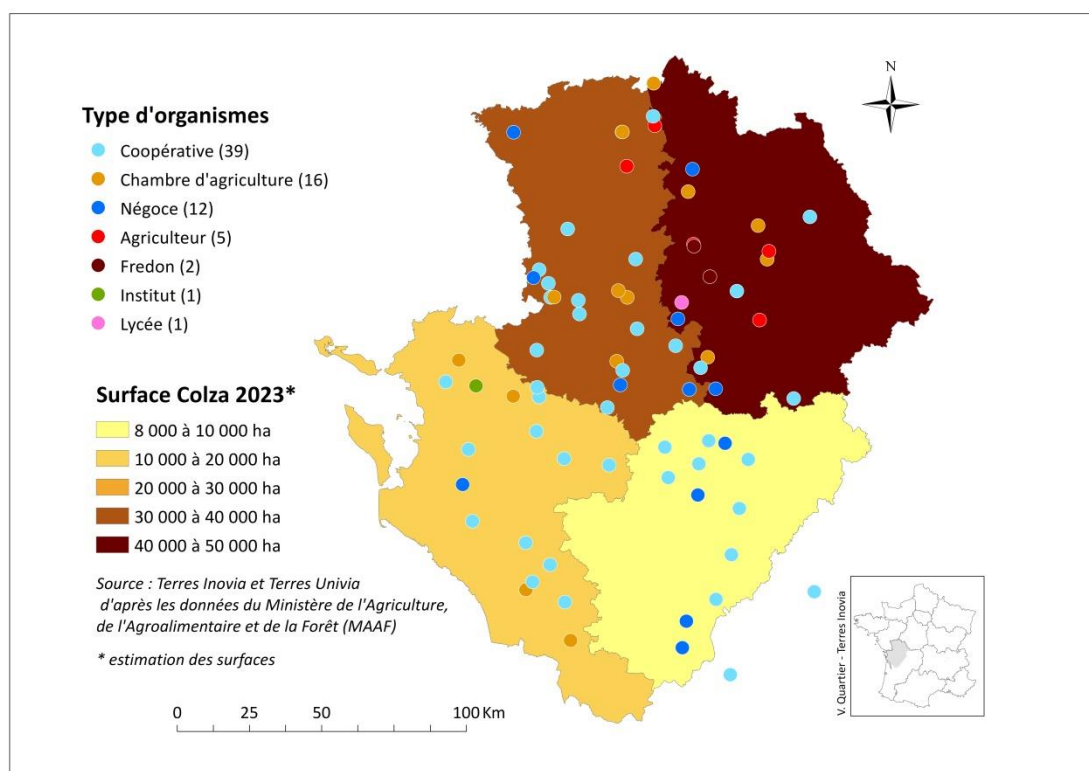 N
Type d'organismes
Coopérative (39)
Chambre d'agriculture (16)
Négoce (12)
Agriculteur (5)
Fredon (2)
Institut (1)
Lycée (1)
Surface Colza 2023*
8 000 à 10 000 ha
10 000 à 20 000 ha
20 000 à 30 000 ha
30 000 à 40 000 ha
40 000 à 50 000 ha
Source : Terres Inovia et Terres Univia
d'après les données du Ministère de l'Agriculture,
de l'Agroalimentaire et de la Forêt (MAAF)
* estimation des surfaces
0 25 50 100 Km
V. Quartier - Terres Inovia